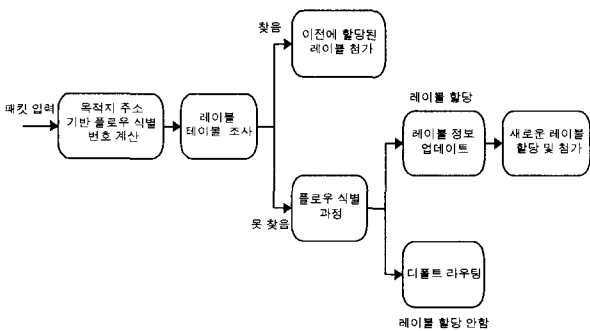 찾음
이전에 할당된
레이블 첨가
패킷 입력
목적지 주소
기반 플로우 식별
번호 계산
레이블
테이블 조사
레이블 할당
레이블 정보
업데이트
새로운 레이블
할당 및 첨가
못 찾음
플로우 식별
과정
디폴트 라우팅
레이블 할당 안함